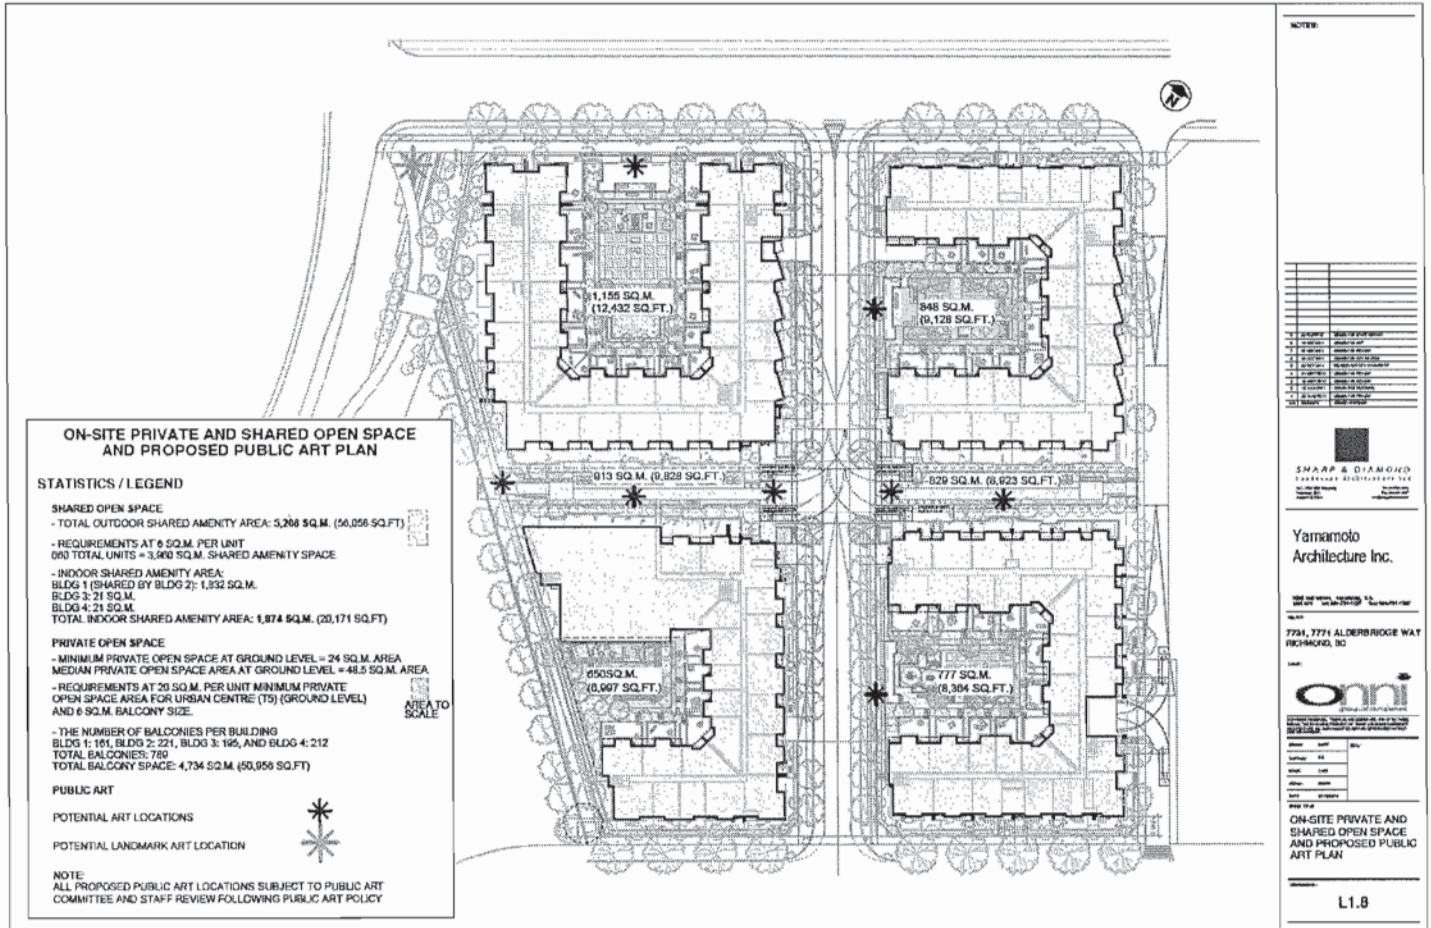 NOTES:
N
1,155 SQ.M.
(12,432 SQ.FT.)
848 SQ.M.
(9,128 SQ.FT.)
913 SQ.M. (9,828 SQ.FT.)
829 SQ.M. (8,923 SQ.FT.)
650SQ.M.
(6,997 SQ.FT.)
777 SQ.M.
(8,364 SQ.FT.)
ON-SITE PRIVATE AND SHARED OPEN SPACE
AND PROPOSED PUBLIC ART PLAN
STATISTICS / LEGEND
SHARED OPEN SPACE
- TOTAL OUTDOOR SHARED AMENITY AREA: 5,208 SQ.M. (56,056 SQ.FT)
- REQUIREMENTS AT 6 SQ.M. PER UNIT
660 TOTAL UNITS = 3,960 SQ.M. SHARED AMENITY SPACE
- INDOOR SHARED AMENITY AREA:
BLDG 1 (SHARED BY BLDG 2): 1,832 SQ.M.
BLDG 3: 21 SQ.M.
BLDG 4: 21 SQ.M.
TOTAL INDOOR SHARED AMENITY AREA: 1,874 SQ.M. (20,171 SQ.FT)
PRIVATE OPEN SPACE
- MINIMUM PRIVATE OPEN SPACE AT GROUND LEVEL = 24 SQ.M. AREA
MEDIAN PRIVATE OPEN SPACE AREA AT GROUND LEVEL = 48.5 SQ.M. AREA
- REQUIREMENTS AT 20 SQ.M. PER UNIT MINIMUM PRIVATE
OPEN SPACE AREA FOR URBAN CENTRE (T5) (GROUND LEVEL)
AND 6 SQ.M. BALCONY SIZE.
AREA TO
SCALE
- THE NUMBER OF BALCONIES PER BUILDING
BLDG 1: 161, BLDG 2: 221, BLDG 3: 195, AND BLDG 4: 212
TOTAL BALCONIES: 789
TOTAL BALCONY SPACE: 4,734 SQ.M. (50,956 SQ.FT)
PUBLIC ART
POTENTIAL ART LOCATIONS
POTENTIAL LANDMARK ART LOCATION
NOTE:
ALL PROPOSED PUBLIC ART LOCATIONS SUBJECT TO PUBLIC ART
COMMITTEE AND STAFF REVIEW FOLLOWING PUBLIC ART POLICY
SHARP & DIAMOND
Landscape Architecture Inc.
Yamamoto
Architecture Inc.
7731, 7771 ALDERBRIDGE WAY
RICHMOND, BC
onni
ON-SITE PRIVATE AND
SHARED OPEN SPACE
AND PROPOSED PUBLIC
ART PLAN
L1.8